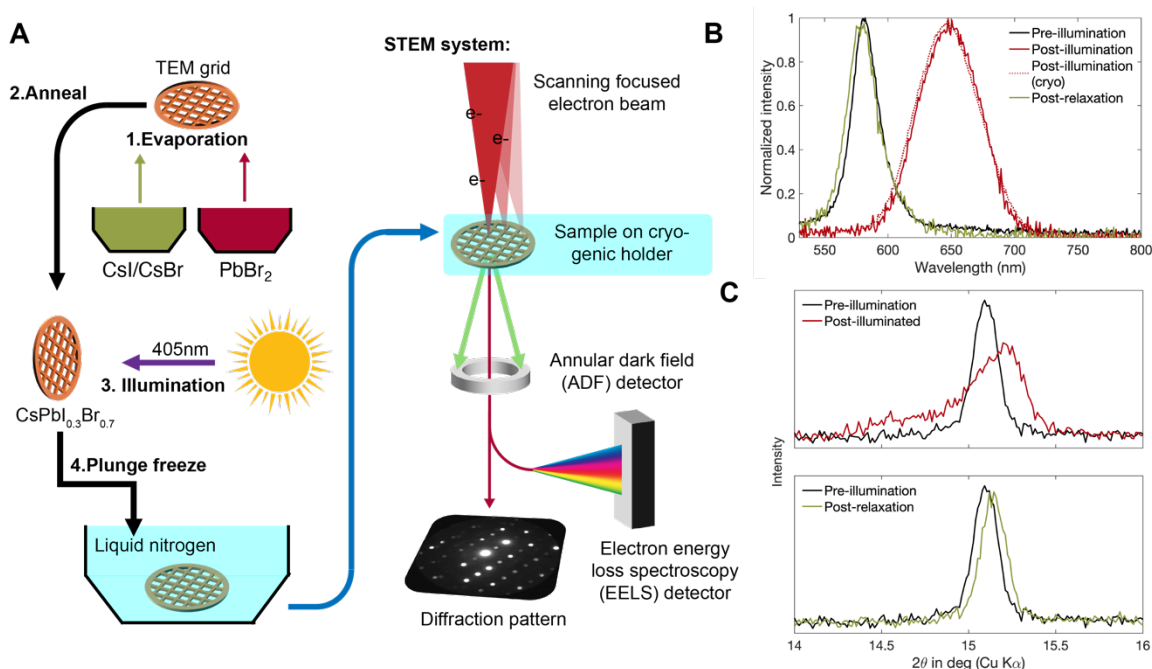 A
TEM grid
2.Anneal
1.Evaporation
CsI/CsBr
PbBr2
405nm
3. Illumination
CsPbI0.3Br0.7
4.Plunge freeze
Liquid nitrogen
STEM system:
Scanning focused
electron beam
e-
e-
e-
Sample on cryo-
genic holder
Annular dark field
(ADF) detector
Electron energy
loss spectroscopy
(EELS) detector
Diffraction pattern
B
Normalized intensity
1
0.8
0.6
0.4
0.2
0
Pre-illumination
Post-illumination
Post-illumination
(cryo)
Post-relaxation
550
600
650
700
750
800
Wavelength (nm)
C
Pre-illumination
Post-illuminated
Intensity
Pre-illumination
Post-relaxation
14
14.5
15
15.5
16
2θ in deg (Cu Kα)